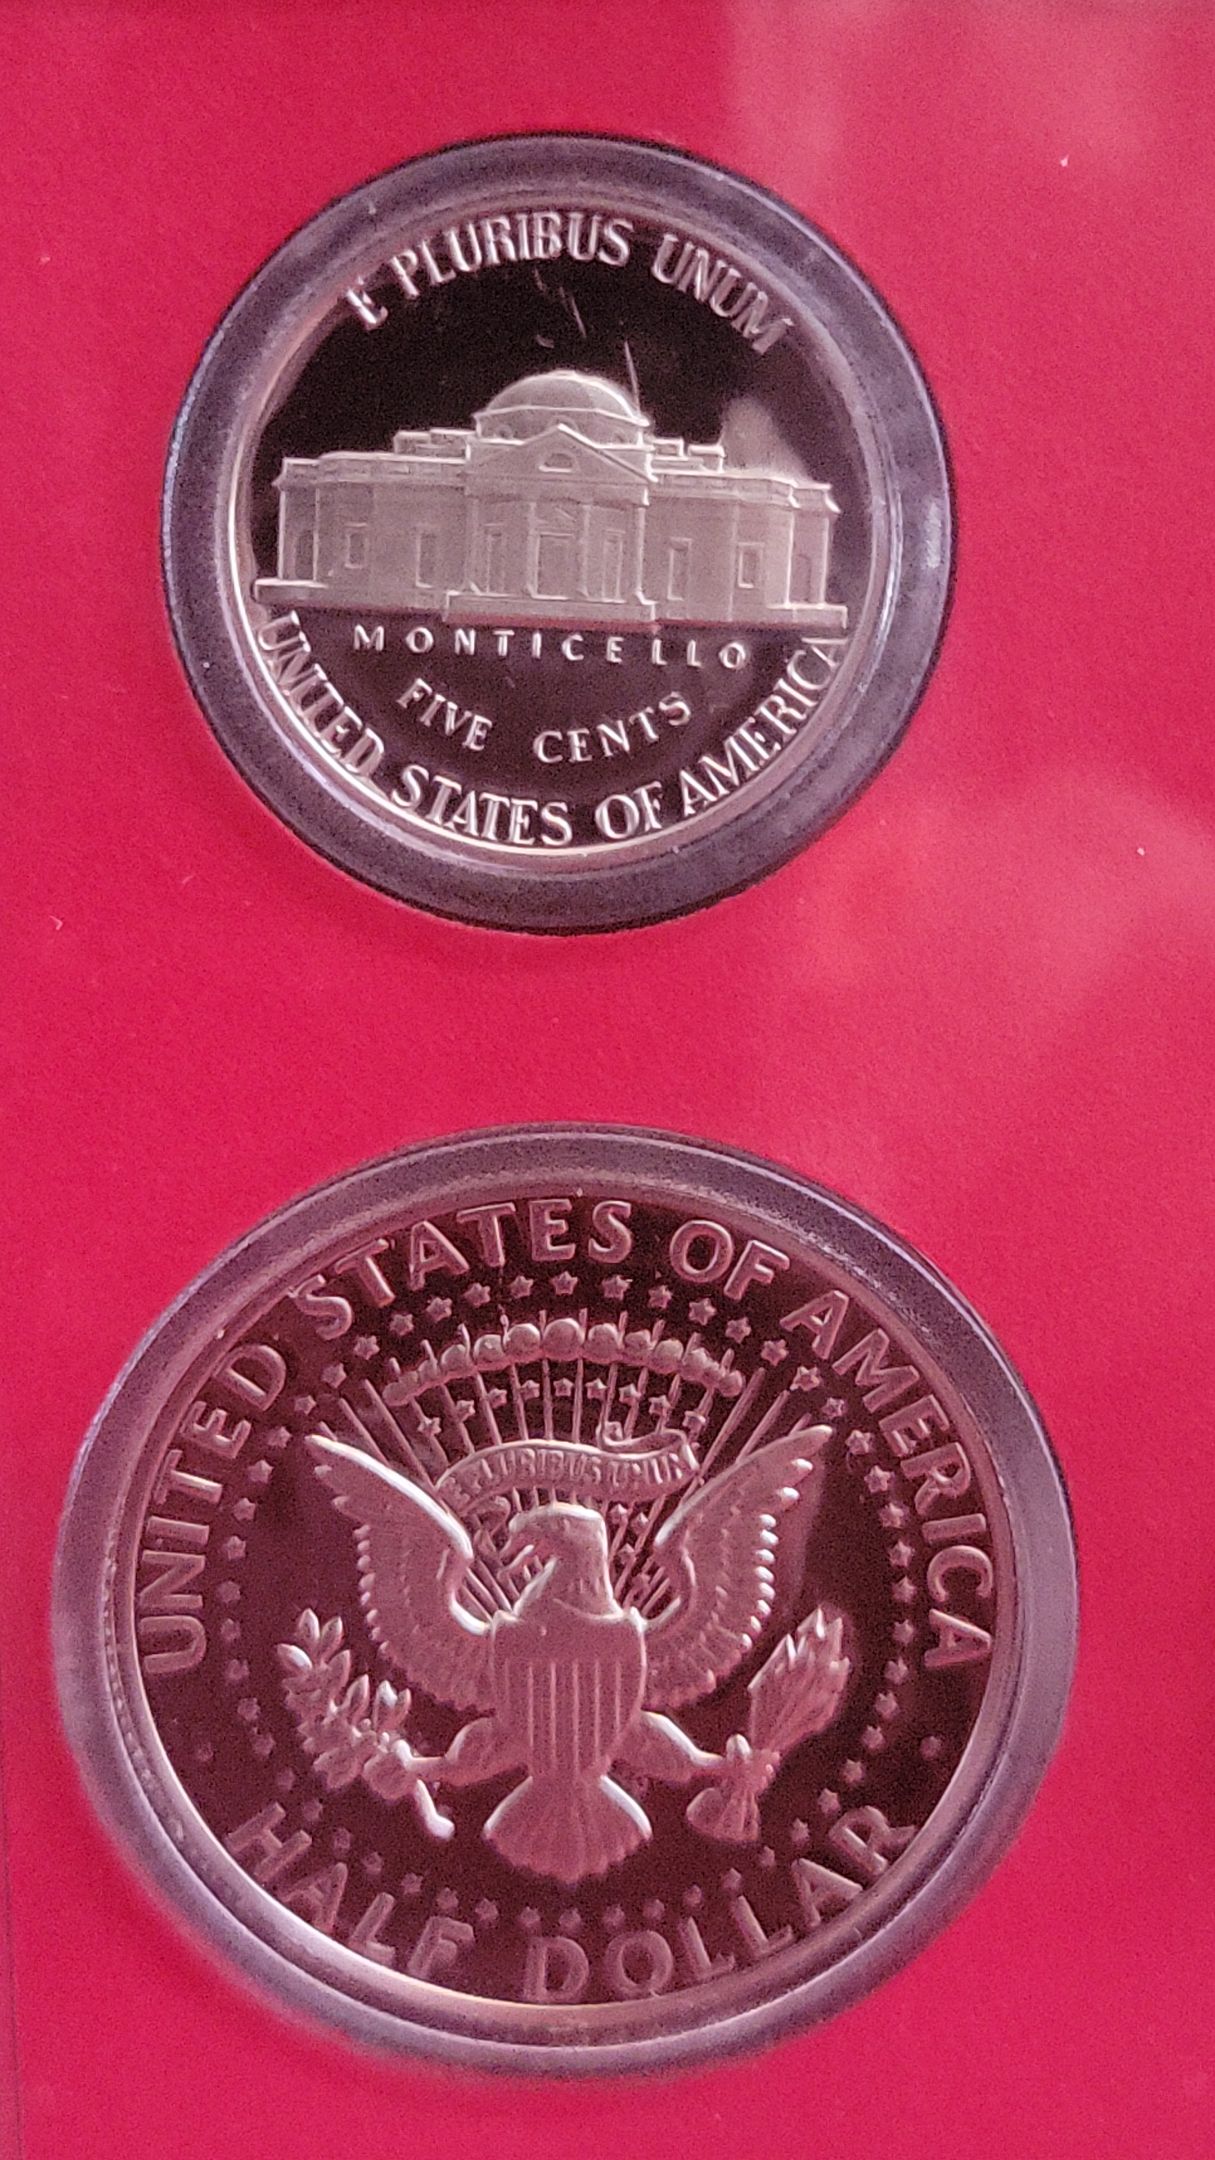 E PLURIBUS UNUM
MONTICELLO
FIVE CENTS
UNITED STATES OF AMERICA
UNITED STATES OF AMERICA
E PLURIBUS UNUM
HALF DOLLAR